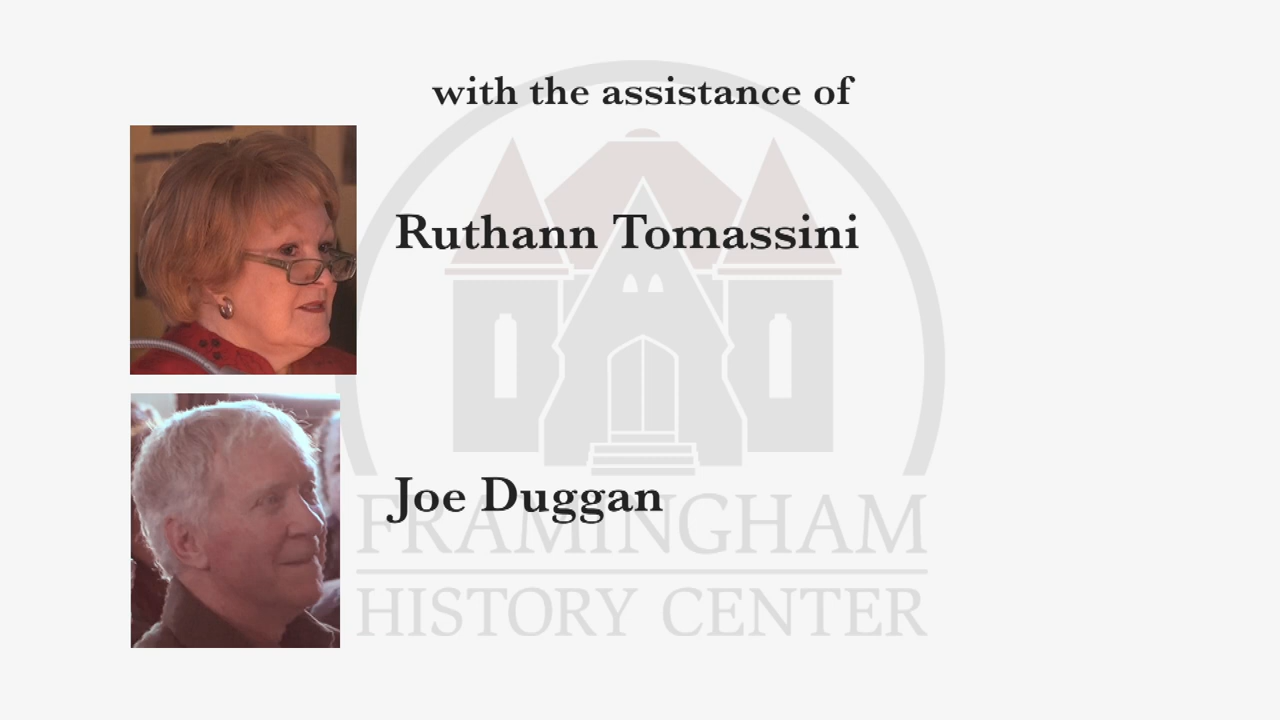 with the assistance of
Ruthann Tomassini
Joe Duggan
FRAMINGHAM
HISTORY CENTER